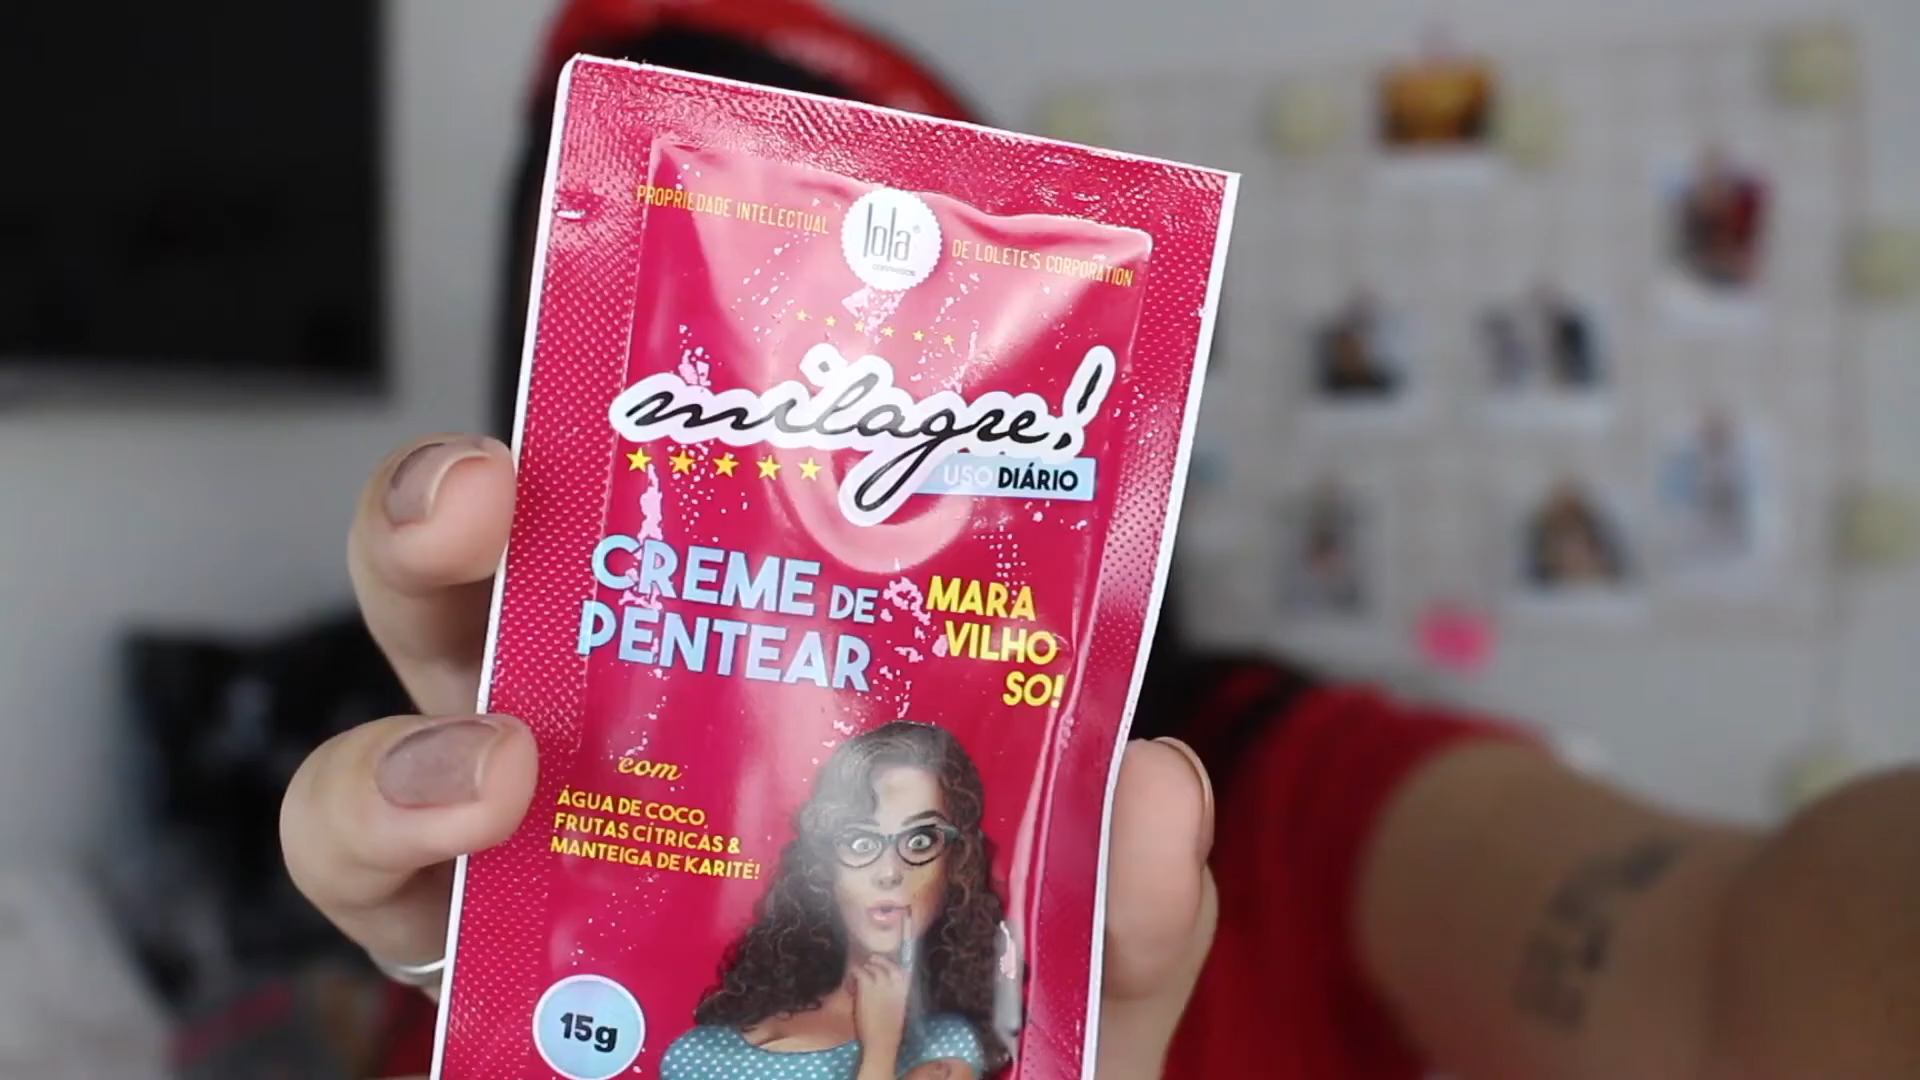 PROPRIEDADE INTELECTUAL
lola®
COSMETICS
DE LOLETE'S CORPORATION
milagre!
USO DIÁRIO
CREME DE
PENTEAR
MARA
VILHO
SO!
com
ÁGUA DE COCO,
FRUTAS CÍTRICAS &
MANTEIGA DE KARITÉ!
15g